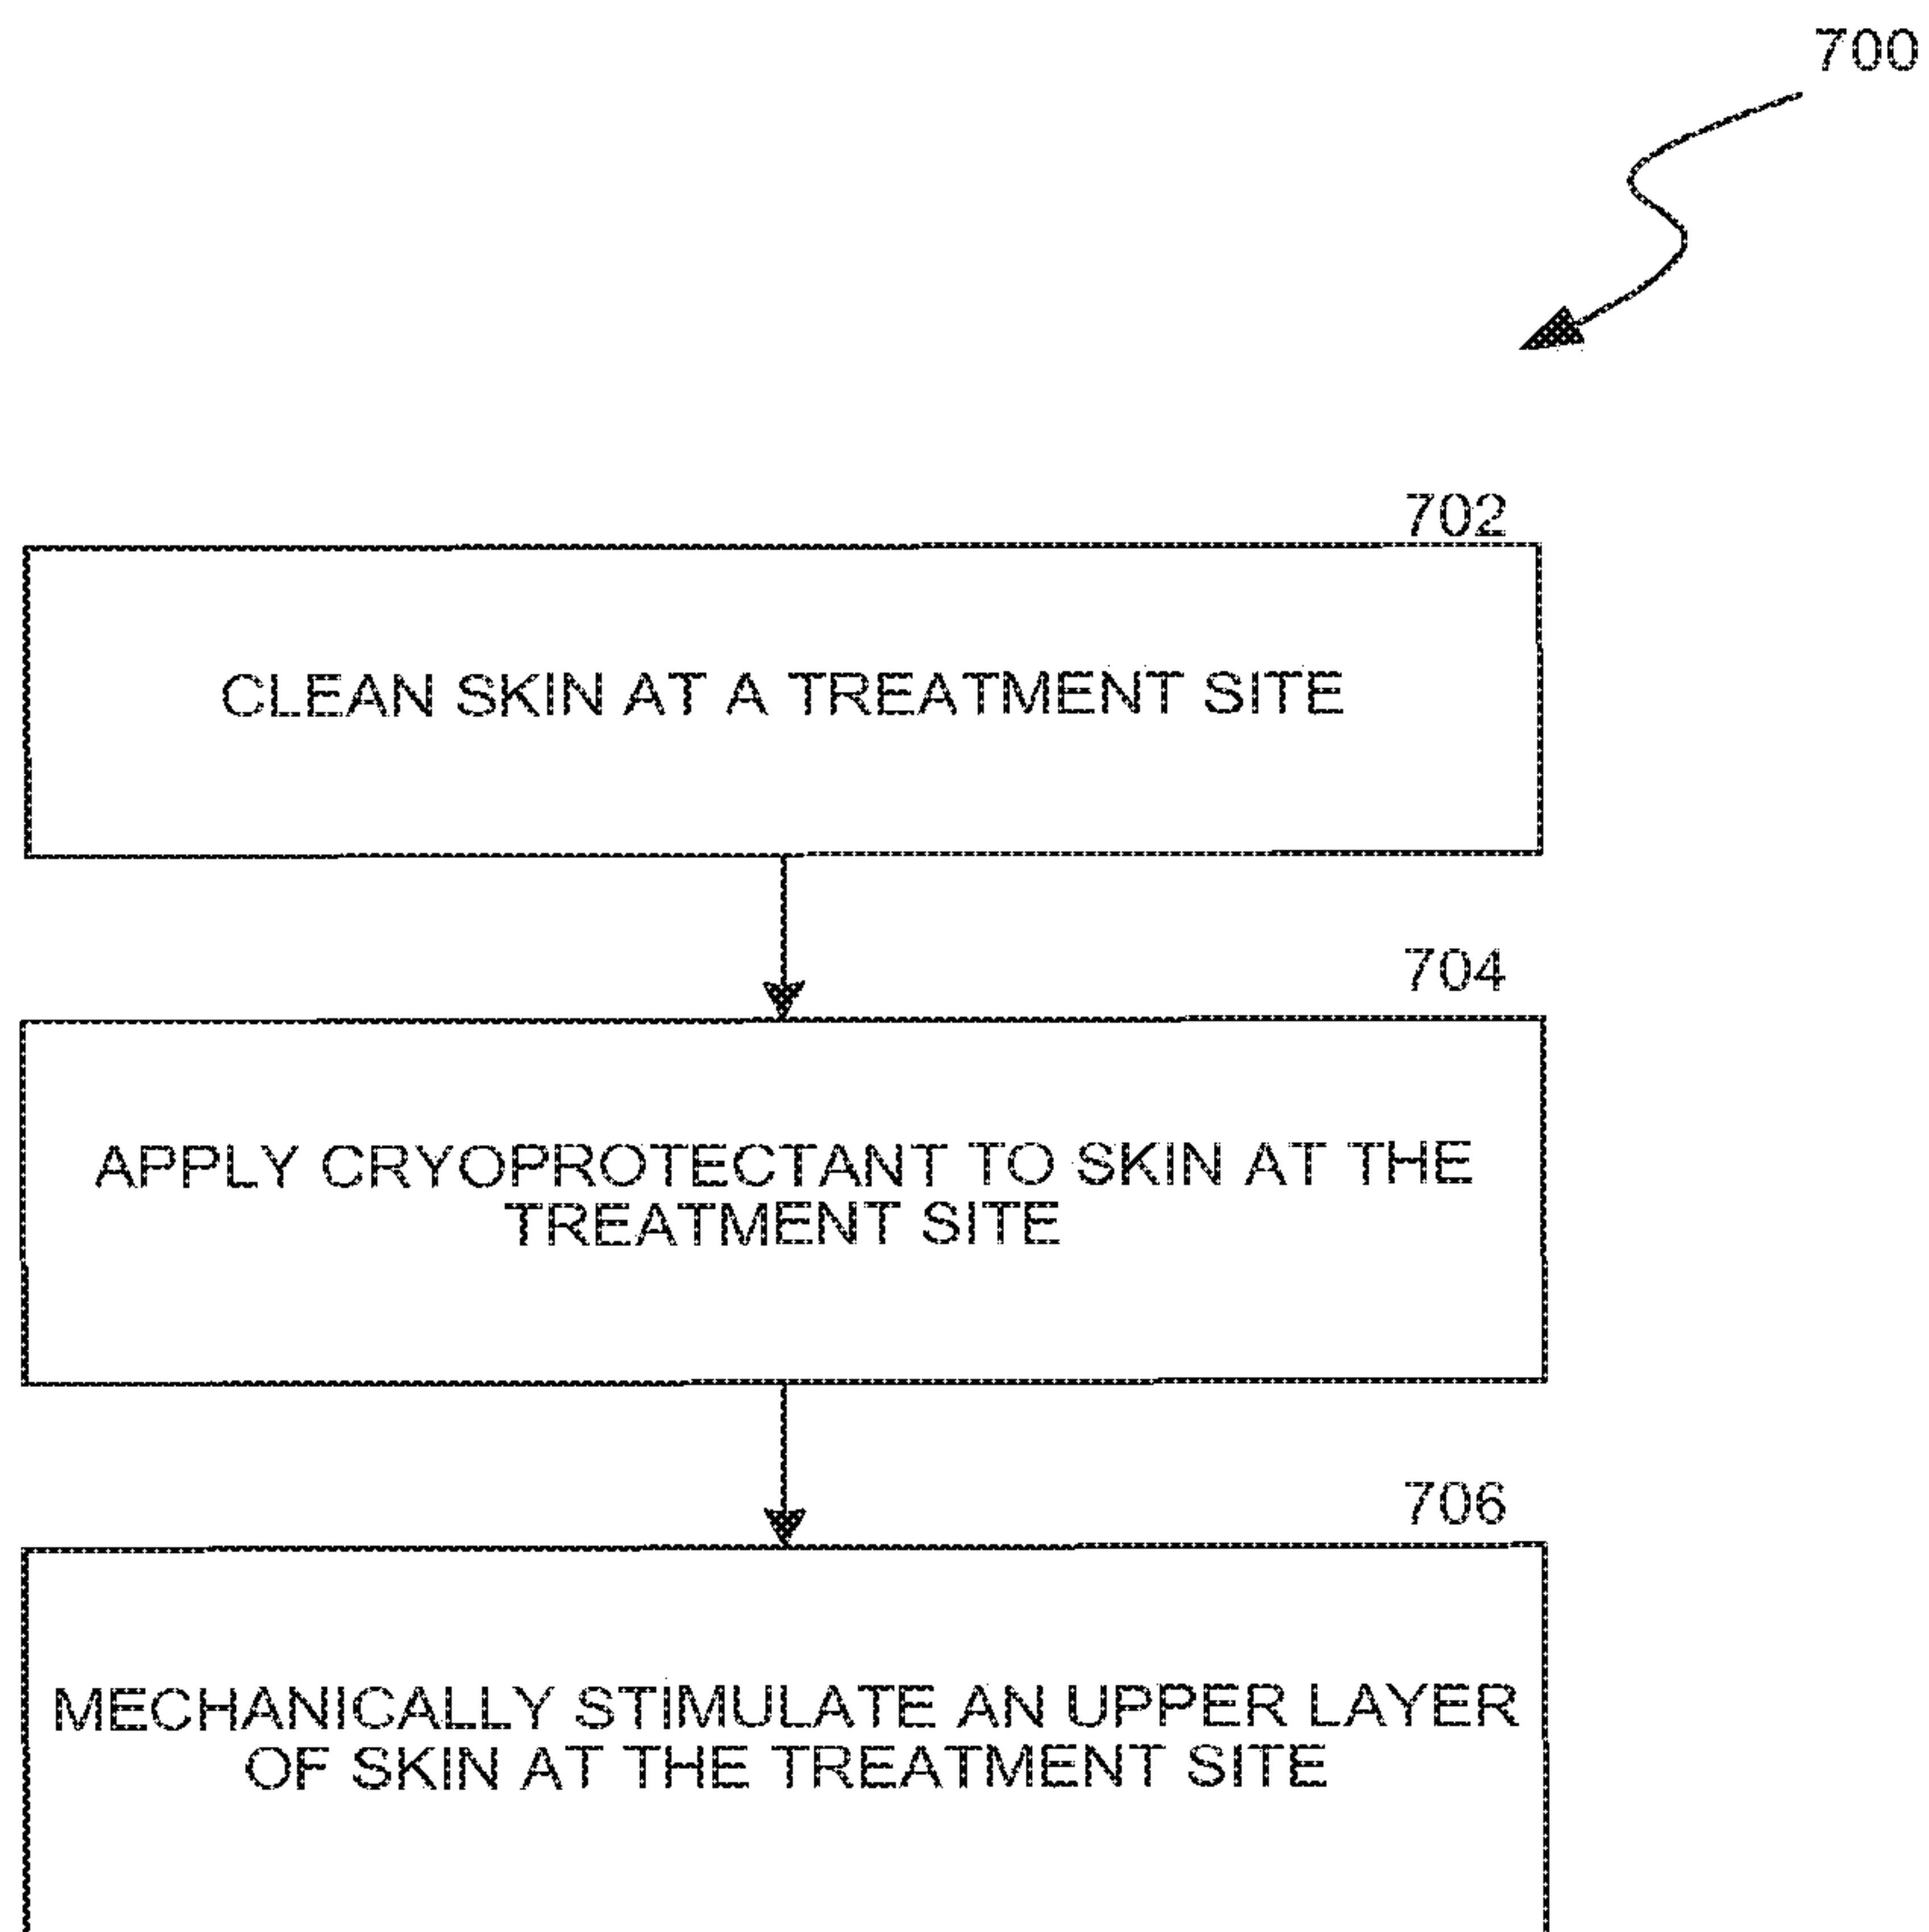 700
702
CLEAN SKIN AT A TREATMENT SITE
704
APPLY CRYOPROTECTANT TO SKIN AT THE
TREATMENT SITE
706
MECHANICALLY STIMULATE AN UPPER LAYER
OF SKIN AT THE TREATMENT SITE